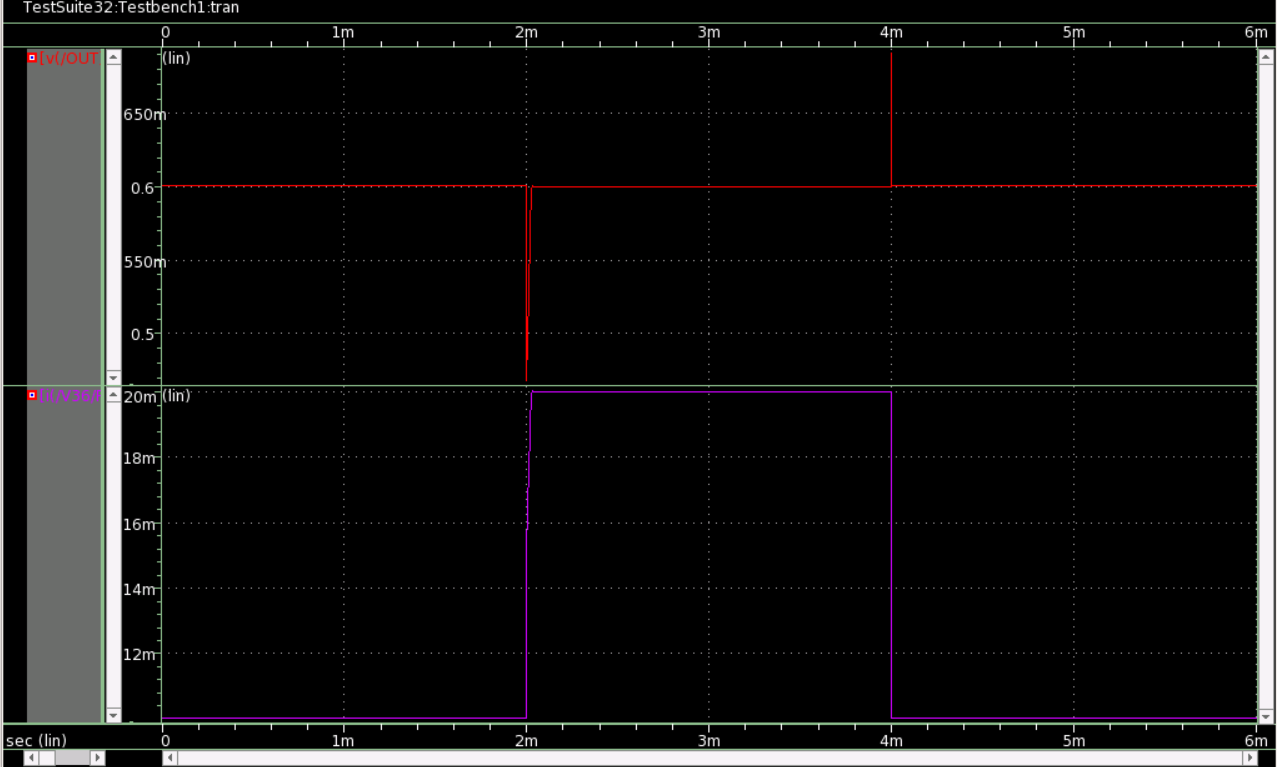 TestSuite32:Testbench1:tran
0 1m 2m 3m 4m 5m 6m
[v(/OUT (lin)
650m
0.6
550m
0.5
20m (lin)
18m
16m
14m
12m
sec (lin) 0 1m 2m 3m 4m 5m 6m